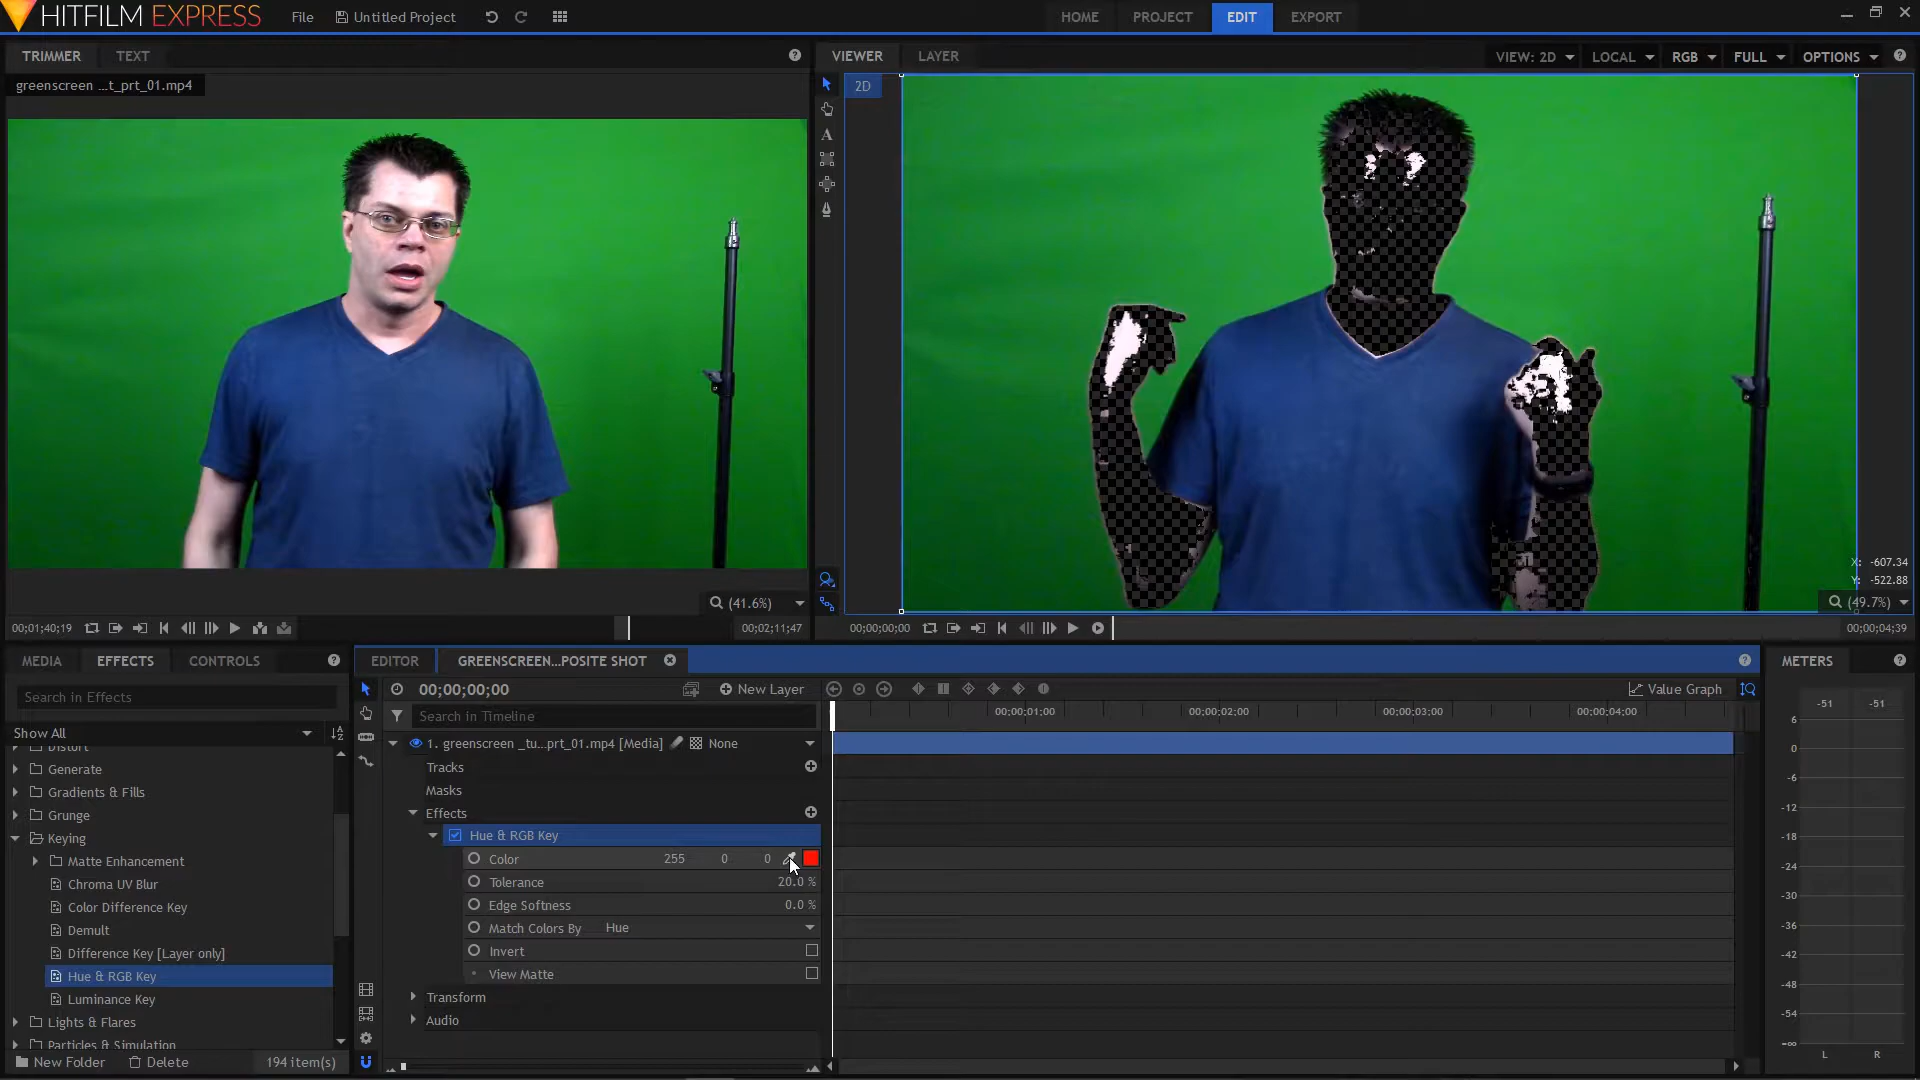 HITFILM EXPRESS
File
Untitled Project
HOME
PROJECT
EDIT
EXPORT
TRIMMER
TEXT
greenscreen ...t_prt_01.mp4
(41.6%)
00;01;40;19
00;02;11;47
VIEWER
LAYER
VIEW: 2D
LOCAL
RGB
FULL
OPTIONS
2D
X: -607.34
Y: -522.88
(49.7%)
00;00;00;00
00;00;04;39
MEDIA
EFFECTS
CONTROLS
Search in Effects
Show All
Distort
Generate
Gradients & Fills
Grunge
Keying
Matte Enhancement
Chroma UV Blur
Color Difference Key
Demult
Difference Key [Layer only]
Hue & RGB Key
Luminance Key
Lights & Flares
Particles & Simulation
New Folder
Delete
194 item(s)
EDITOR
GREENSCREEN...POSITE SHOT
00;00;00;00
New Layer
Value Graph
Search in Timeline
00;00;01;00
00;00;02;00
00;00;03;00
00;00;04;00
1. greenscreen _tu...prt_01.mp4 [Media]
None
Tracks
Masks
Effects
Hue & RGB Key
Color 255 0 0
Tolerance 20.0 %
Edge Softness 0.0 %
Match Colors By Hue
Invert
View Matte
Transform
Audio
METERS
-51 -51
6
0
-6
-12
-18
-24
-30
-36
-42
-48
-54
-∞
L R